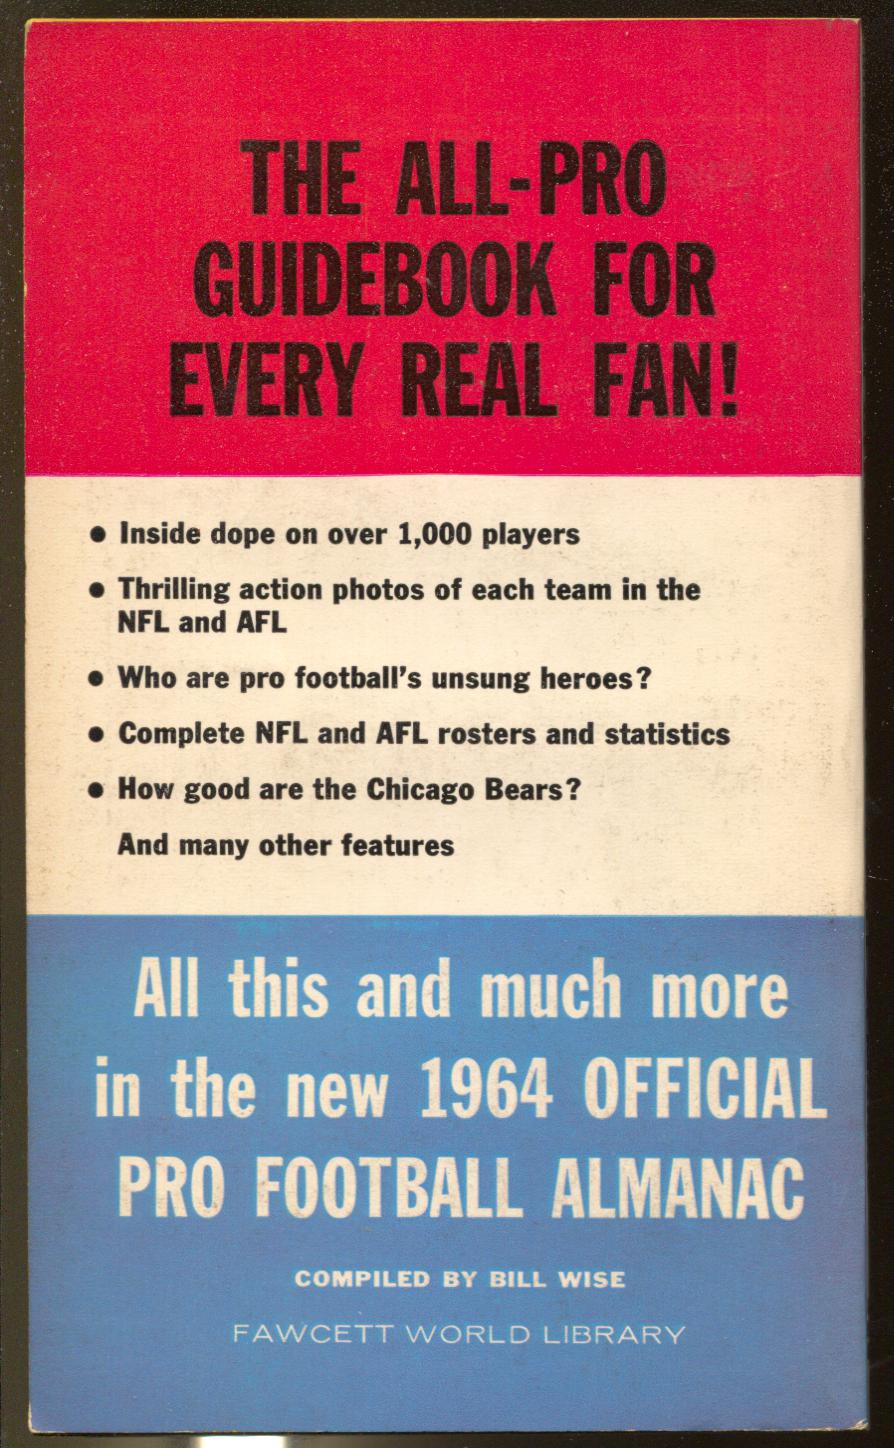 THE ALL-PRO
GUIDEBOOK FOR
EVERY REAL FAN!
● Inside dope on over 1,000 players
● Thrilling action photos of each team in the
NFL and AFL
● Who are pro football's unsung heroes?
● Complete NFL and AFL rosters and statistics
● How good are the Chicago Bears?
And many other features
All this and much more
in the new 1964 OFFICIAL
PRO FOOTBALL ALMANAC
COMPILED BY BILL WISE
FAWCETT WORLD LIBRARY